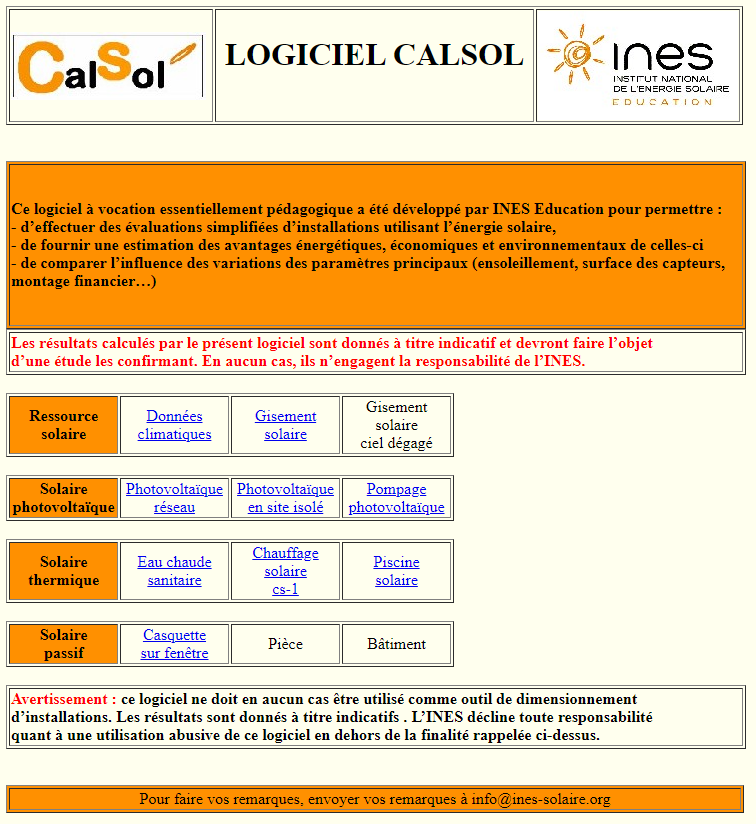 CalSol
LOGICIEL CALSOL
ines
INSTITUT NATIONAL
DE L'ENERGIE SOLAIRE
EDUCATION
Ce logiciel à vocation essentiellement pédagogique a été développé par INES Education pour permettre :
- d’effectuer des évaluations simplifiées d’installations utilisant l’énergie solaire,
- de fournir une estimation des avantages énergétiques, économiques et environnementaux de celles-ci
- de comparer l’influence des variations des paramètres principaux (ensoleillement, surface des capteurs,
montage financier…)
Les résultats calculés par le présent logiciel sont donnés à titre indicatif et devront faire l’objet
d’une étude les confirmant. En aucun cas, ils n’engagent la responsabilité de l’INES.
Ressource
solaire
Données
climatiques
Gisement
solaire
Gisement
solaire
ciel dégagé
Solaire
photovoltaïque
Photovoltaïque
réseau
Photovoltaïque
en site isolé
Pompage
photovoltaïque
Solaire
thermique
Eau chaude
sanitaire
Chauffage
solaire
cs-1
Piscine
solaire
Solaire
passif
Casquette
sur fenêtre
Pièce
Bâtiment
Avertissement : ce logiciel ne doit en aucun cas être utilisé comme outil de dimensionnement
d’installations. Les résultats sont donnés à titre indicatifs . L’INES décline toute responsabilité
quant à une utilisation abusive de ce logiciel en dehors de la finalité rappelée ci-dessus.
Pour faire vos remarques, envoyer vos remarques à info@ines-solaire.org